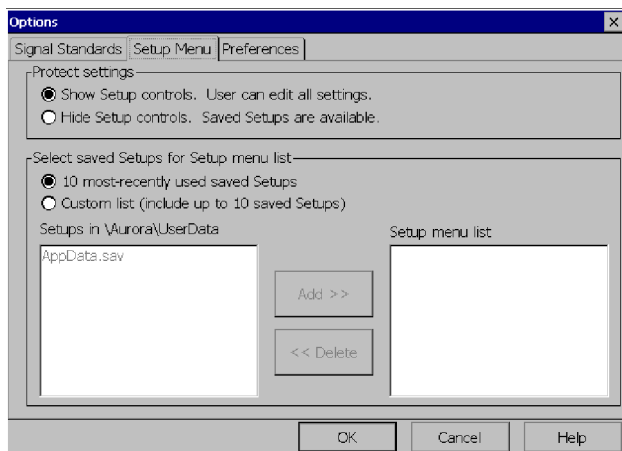 Options
Signal Standards Setup Menu Preferences
Protect settings
Show Setup controls. User can edit all settings.
Hide Setup controls. Saved Setups are available.
Select saved Setups for Setup menu list
10 most-recently used saved Setups
Custom list (include up to 10 saved Setups)
Setups in \Aurora\UserData
Setup menu list
AppData.sav
Add >>
<< Delete
OK Cancel Help